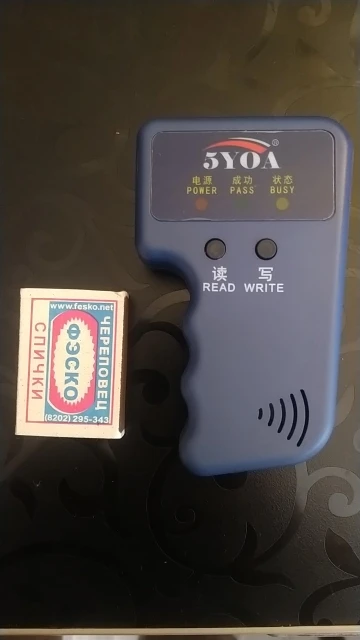 5YOA®
电源 成功 状态
POWER PASS BUSY
读 写
READ WRITE
www.fesko.net
СПИЧКИ
ФЭСКО
ЧЕРЕПОВЕЦ
(8202) 295-343